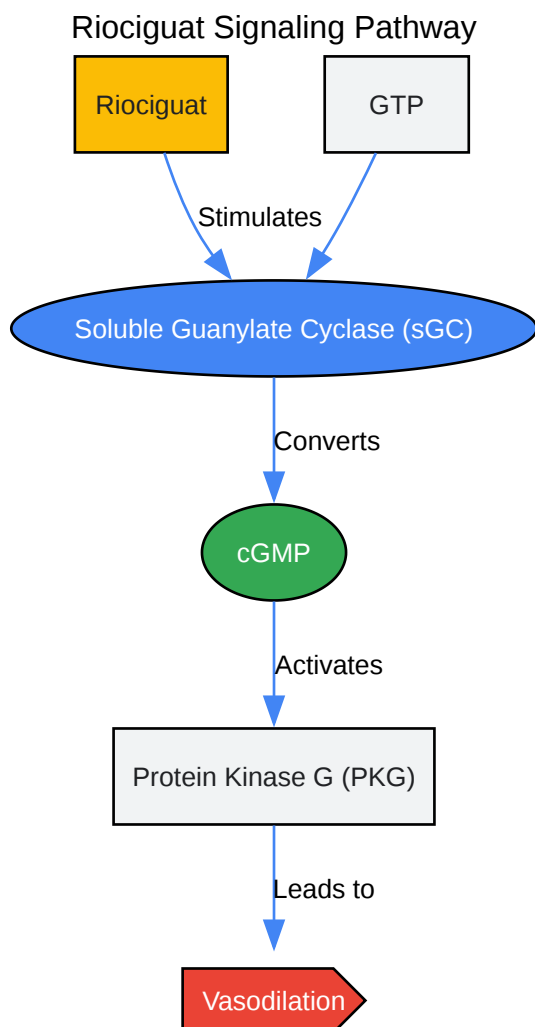 Riociguat Signaling Pathway
Riociguat
GTP
Stimulates
Soluble Guanylate Cyclase (sGC)
Converts
cGMP
Activates
Protein Kinase G (PKG)
Leads to
Vasodilation